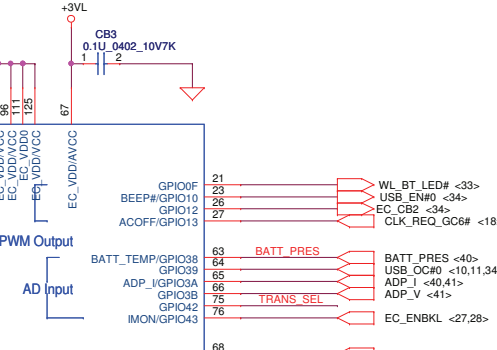 +3VL
CB3
0.1U_0402_10V7K
1 2
96
111
125
67
EC_VDD/VCC
EC_VDD/VCC
EC_VDD0
EC_VDD/VCC
EC_VDD/AVCC
GPIO0F 21 WL_BT_LED# <33>
BEEP#/GPIO10 23 USB_EN#0 <34>
GPIO12 26 EC_CB2 <34>
ACOFF/GPIO13 27 CLK_REQ_GC6# <18
PWM Output
BATT_TEMP/GPIO38 63 BATT_PRES BATT_PRES <40>
GPIO39 64 USB_OC#0 <10,11,34
ADP_I/GPIO3A 65 ADP_I <40,41>
GPIO3B 66 ADP_V <41>
AD Input
GPIO42 75 TRANS_SEL
IMON/GPIO43 76 EC_ENBKL <27,28>
68